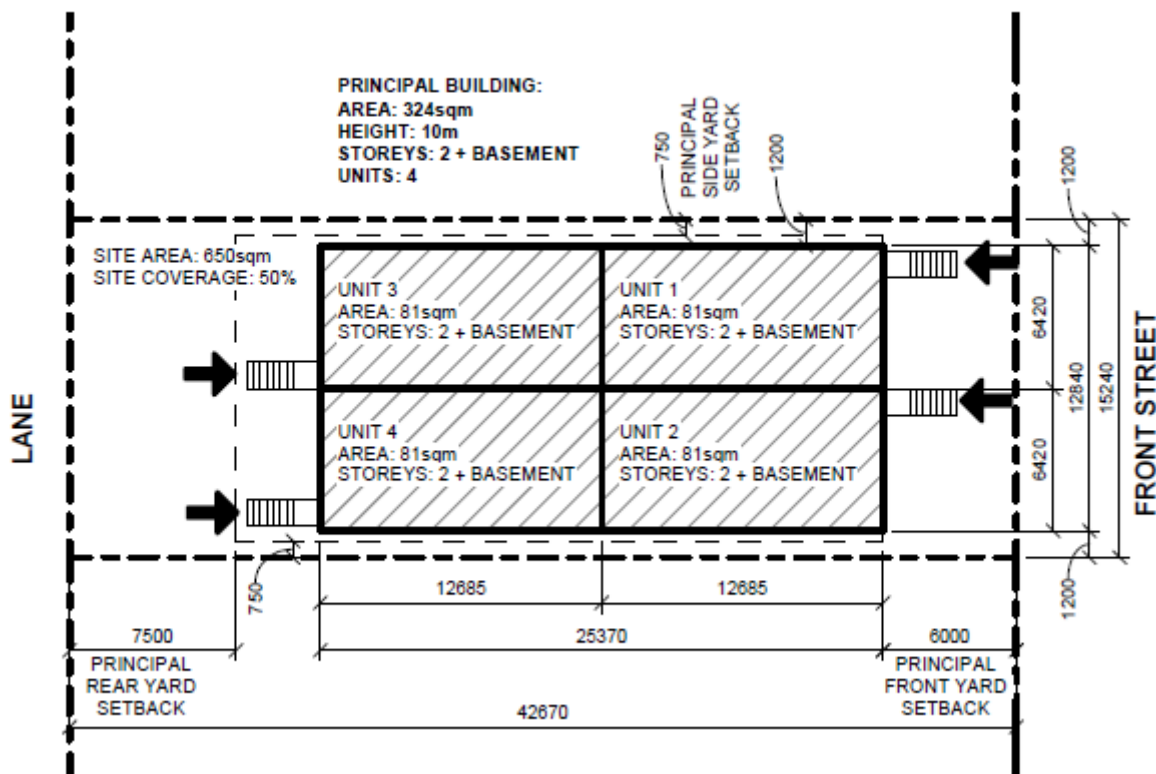 PRINCIPAL BUILDING:
AREA: 324sqm
HEIGHT: 10m
STOREYS: 2 + BASEMENT
UNITS: 4
750
PRINCIPAL
SIDE YARD
SETBACK
1200
1200
SITE AREA: 650sqm
SITE COVERAGE: 50%
UNIT 3
AREA: 81sqm
STOREYS: 2 + BASEMENT
UNIT 1
AREA: 81sqm
STOREYS: 2 + BASEMENT
UNIT 4
AREA: 81sqm
STOREYS: 2 + BASEMENT
UNIT 2
AREA: 81sqm
STOREYS: 2 + BASEMENT
LANE
6420
6420
12840
15240
FRONT STREET
750
1200
12685
12685
7500
25370
6000
PRINCIPAL
REAR YARD
SETBACK
PRINCIPAL
FRONT YARD
SETBACK
42670